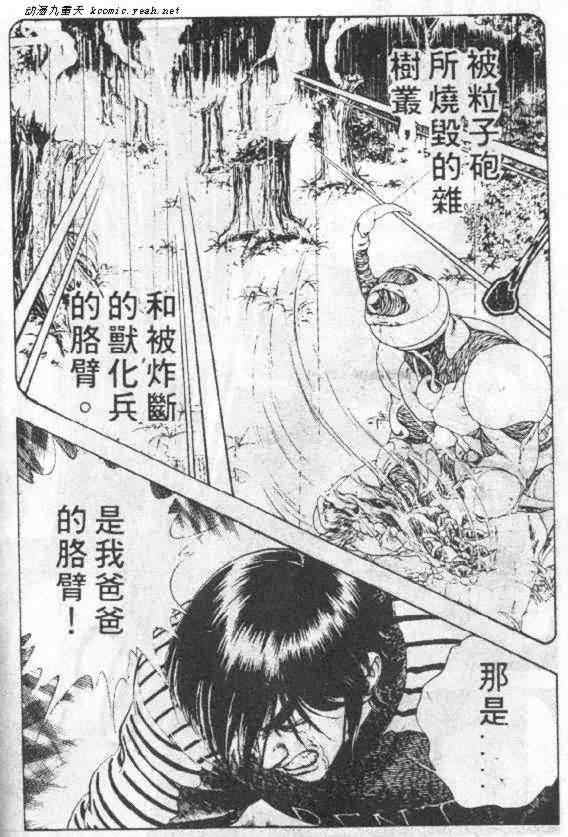 动漫九重天 kcomic.yeah.net
被粒子砲
所燒毀的雜
樹叢，
和被炸斷
的獸化兵
的胳臂。
那是．．．．
是我爸爸
的胳臂！